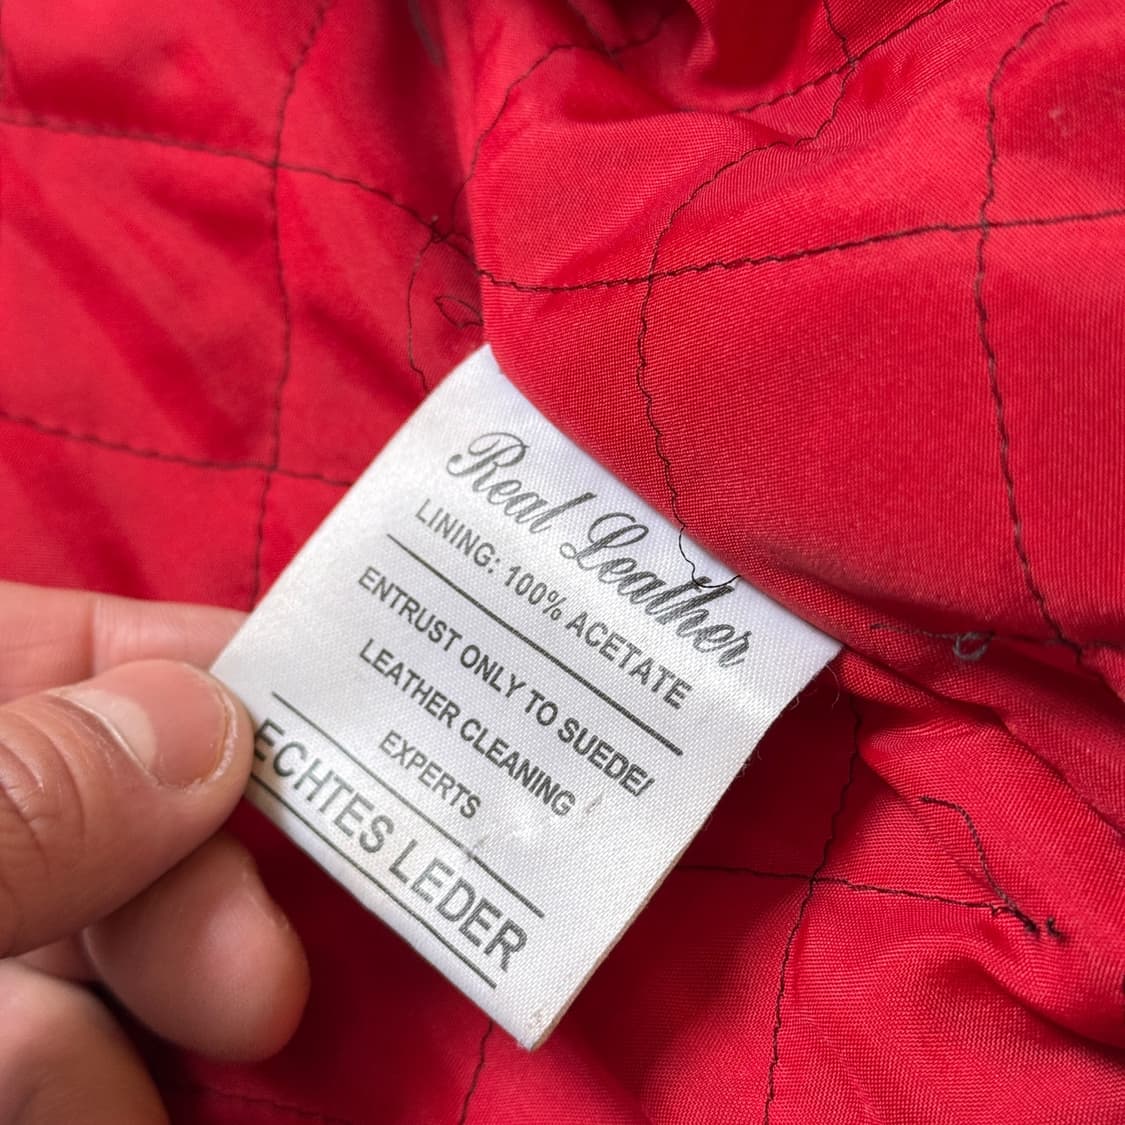 Real Leather
LINING: 100% ACETATE
ENTRUST ONLY TO SUEDE/
LEATHER CLEANING
EXPERTS
ECHTES LEDER